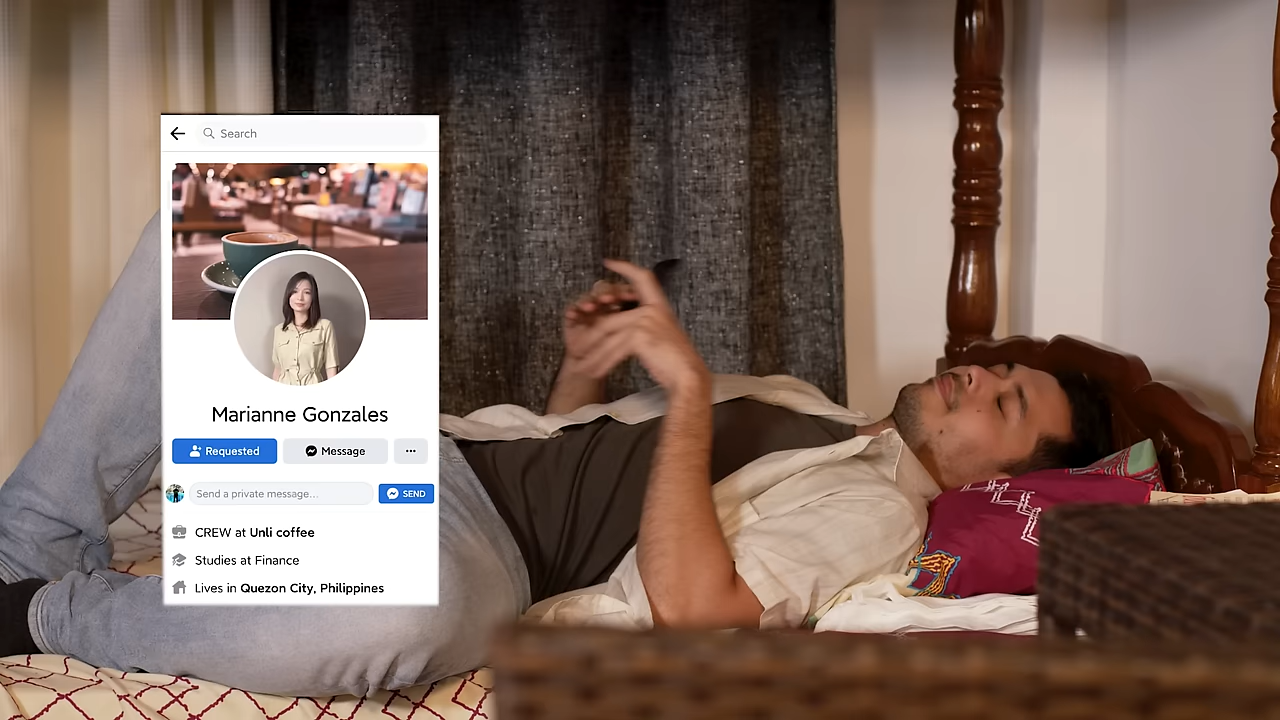 Search
Marianne Gonzales
Requested
Message
Send a private message...
SEND
CREW at Unli coffee
Studies at Finance
Lives in Quezon City, Philippines